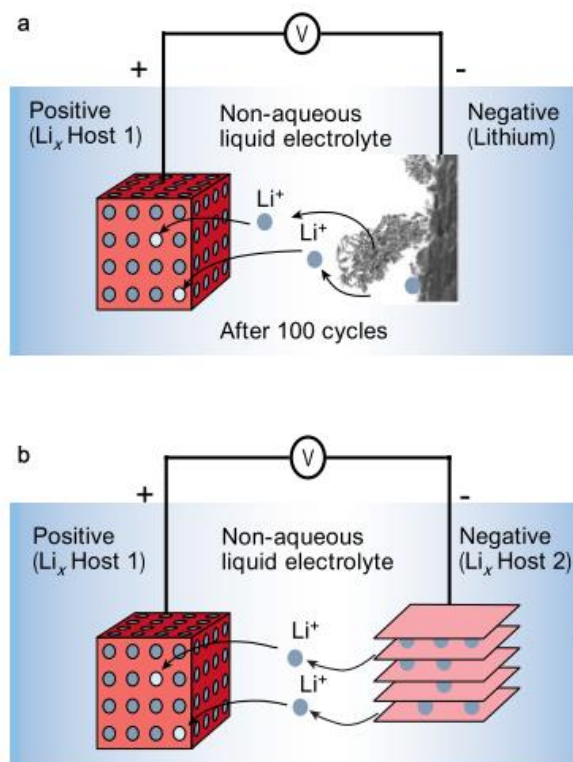 a
V
+
-
Positive
(Liₓ Host 1)
Non-aqueous
liquid electrolyte
Negative
(Lithium)
Li⁺
Li⁺
After 100 cycles
b
V
+
-
Positive
(Liₓ Host 1)
Non-aqueous
liquid electrolyte
Negative
(Liₓ Host 2)
Li⁺
Li⁺